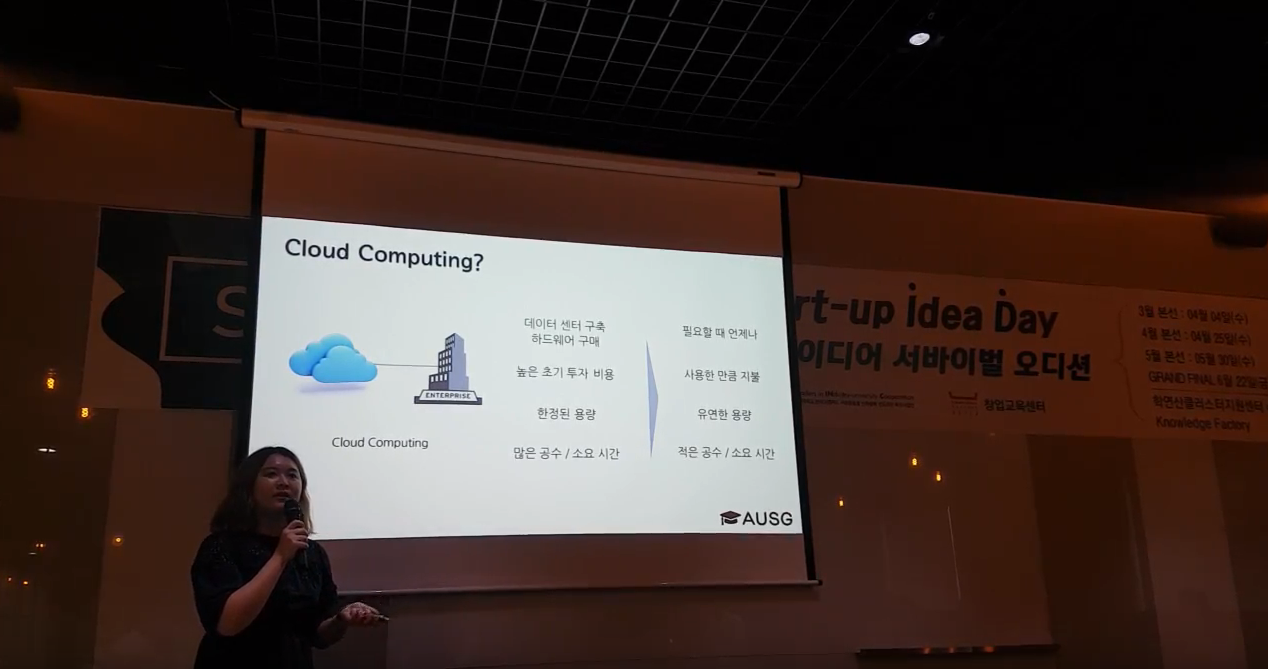 Cloud Computing?
데이터 센터 구축
하드웨어 구매
필요할 때 언제나
높은 초기 투자 비용
사용한 만큼 지불
ENTERPRISE
한정된 용량
유연한 용량
Cloud Computing
많은 공수 / 소요 시간
적은 공수 / 소요 시간
AUSG
S
rt-up idea Day
이디어 서바이벌 오디션
창업교육센터
3월 본선 : 04월 04일(수)
4월 본선 : 04월 25일(수)
5월 본선 : 05월 30일(수)
GRAND FINAL 6월 22일
학연산클러스터지원센터
Knowledge Factory